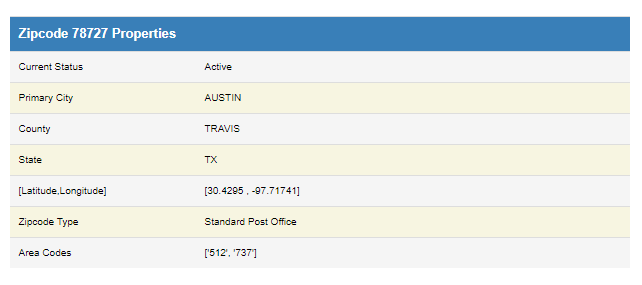 Zipcode 78727 Properties
Current Status Active
Primary City AUSTIN
County TRAVIS
State TX
[Latitude,Longitude] [30.4295 , -97.71741]
Zipcode Type Standard Post Office
Area Codes ['512', '737']